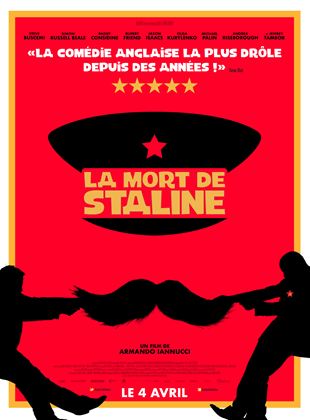 STEVE SIMON PADDY RUPERT JASON OLGA MICHAEL ANDREA ET JEFFREY
BUSCEMI RUSSELL BEALE CONSIDINE FRIEND ISAACS KURYLENKO PALIN RISEBOROUGH TAMBOR
«LA COMÉDIE ANGLAISE LA PLUS DRÔLE
DEPUIS DES ANNÉES !»
LA MORT DE
STALINE
UN FILM DE
ARMANDO IANNUCCI
LE 4 AVRIL